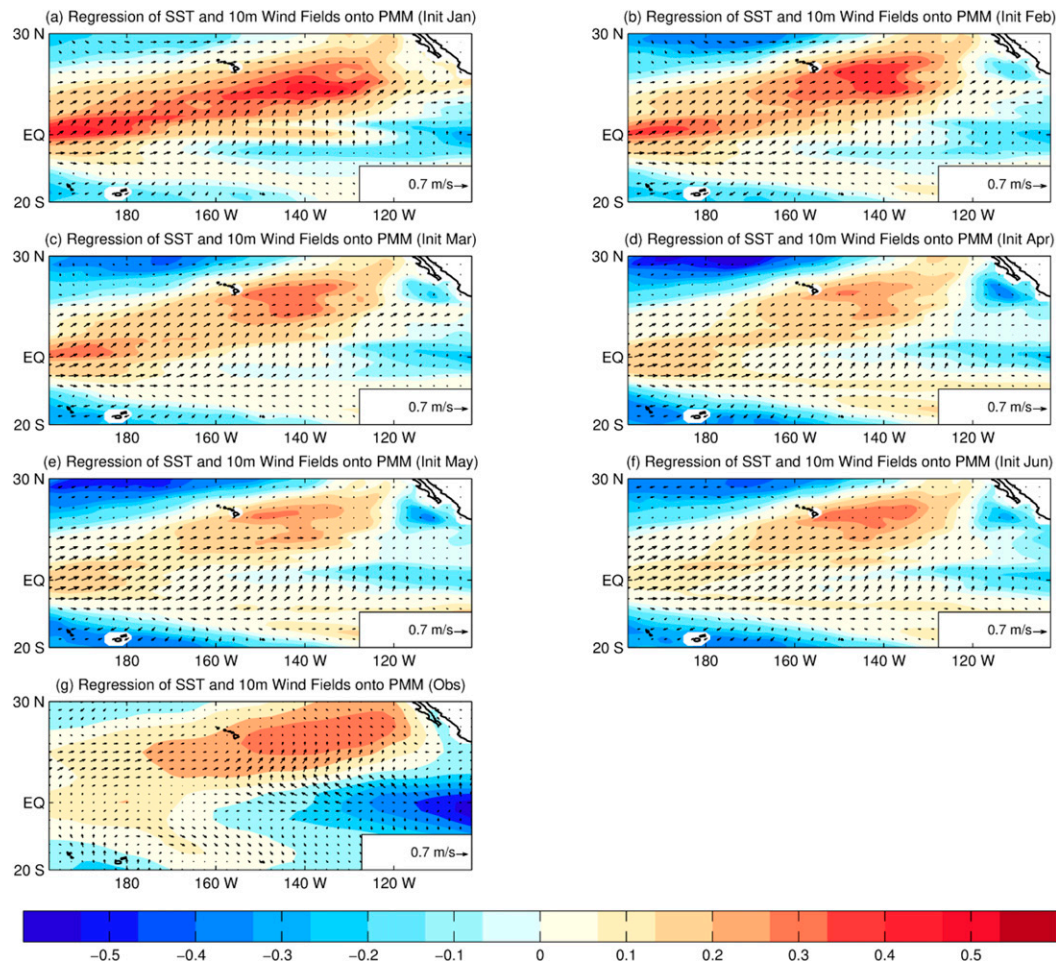 (a) Regression of SST and 10m Wind Fields onto PMM (Init Jan)
(b) Regression of SST and 10m Wind Fields onto PMM (Init Feb)
30 N
EQ
20 S
0.7 m/s
180 160 W 140 W 120 W
30 N
EQ
20 S
0.7 m/s
180 160 W 140 W 120 W
(c) Regression of SST and 10m Wind Fields onto PMM (Init Mar)
(d) Regression of SST and 10m Wind Fields onto PMM (Init Apr)
30 N
EQ
20 S
0.7 m/s
180 160 W 140 W 120 W
30 N
EQ
20 S
0.7 m/s
180 160 W 140 W 120 W
(e) Regression of SST and 10m Wind Fields onto PMM (Init May)
(f) Regression of SST and 10m Wind Fields onto PMM (Init Jun)
30 N
EQ
20 S
0.7 m/s
180 160 W 140 W 120 W
30 N
EQ
20 S
0.7 m/s
180 160 W 140 W 120 W
(g) Regression of SST and 10m Wind Fields onto PMM (Obs)
30 N
EQ
20 S
0.7 m/s
180 160 W 140 W 120 W
−0.5 −0.4 −0.3 −0.2 −0.1 0 0.1 0.2 0.3 0.4 0.5